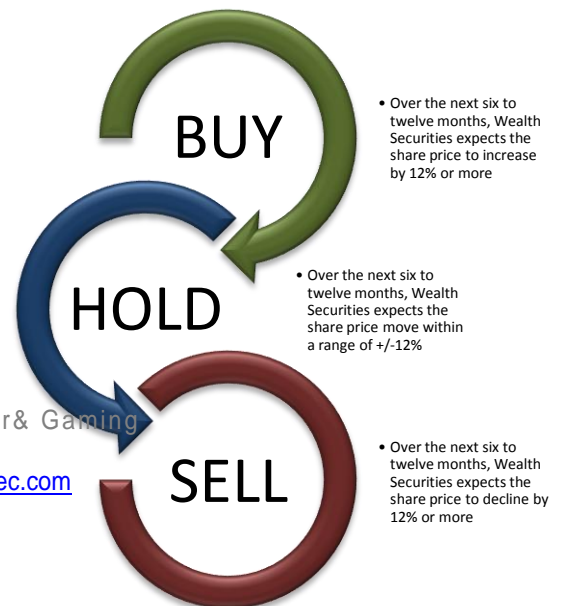 BUY
• Over the next six to
twelve months, Wealth
Securities expects the
share price to increase
by 12% or more
HOLD
• Over the next six to
twelve months, Wealth
Securities expects the
share price move within
a range of +/-12%
r& Gaming
ec.com
SELL
• Over the next six to
twelve months, Wealth
Securities expects the
share price to decline by
12% or more